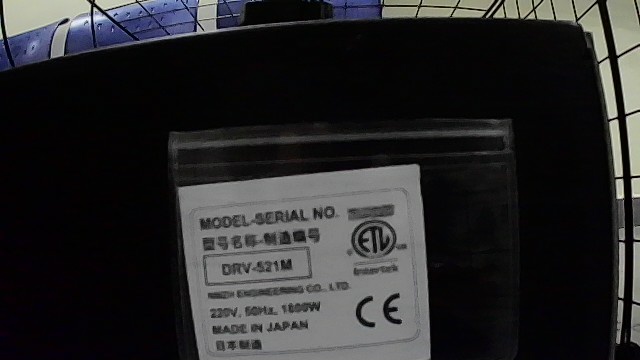 MODEL-SERIAL NO.
型号名称-制造编号
DRV-521M
ENGINEERING CO., LTD.
220V, 50Hz, 1800W
MADE IN JAPAN
日本制造
ETL
Intertek
CE